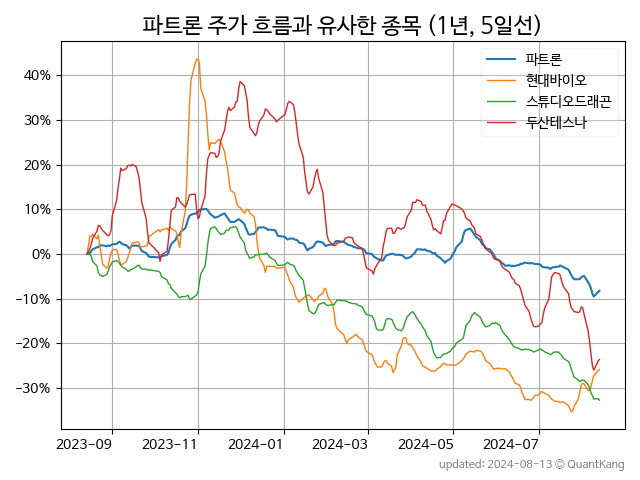 파트론 주가 흐름과 유사한 종목 (1년, 5일선)
파트론
현대바이오
스튜디오드래곤
두산테스나
40%
30%
20%
10%
0%
−10%
−20%
−30%
2023-09
2023-11
2024-01
2024-03
2024-05
2024-07
updated: 2024-08-13 © QuantKang